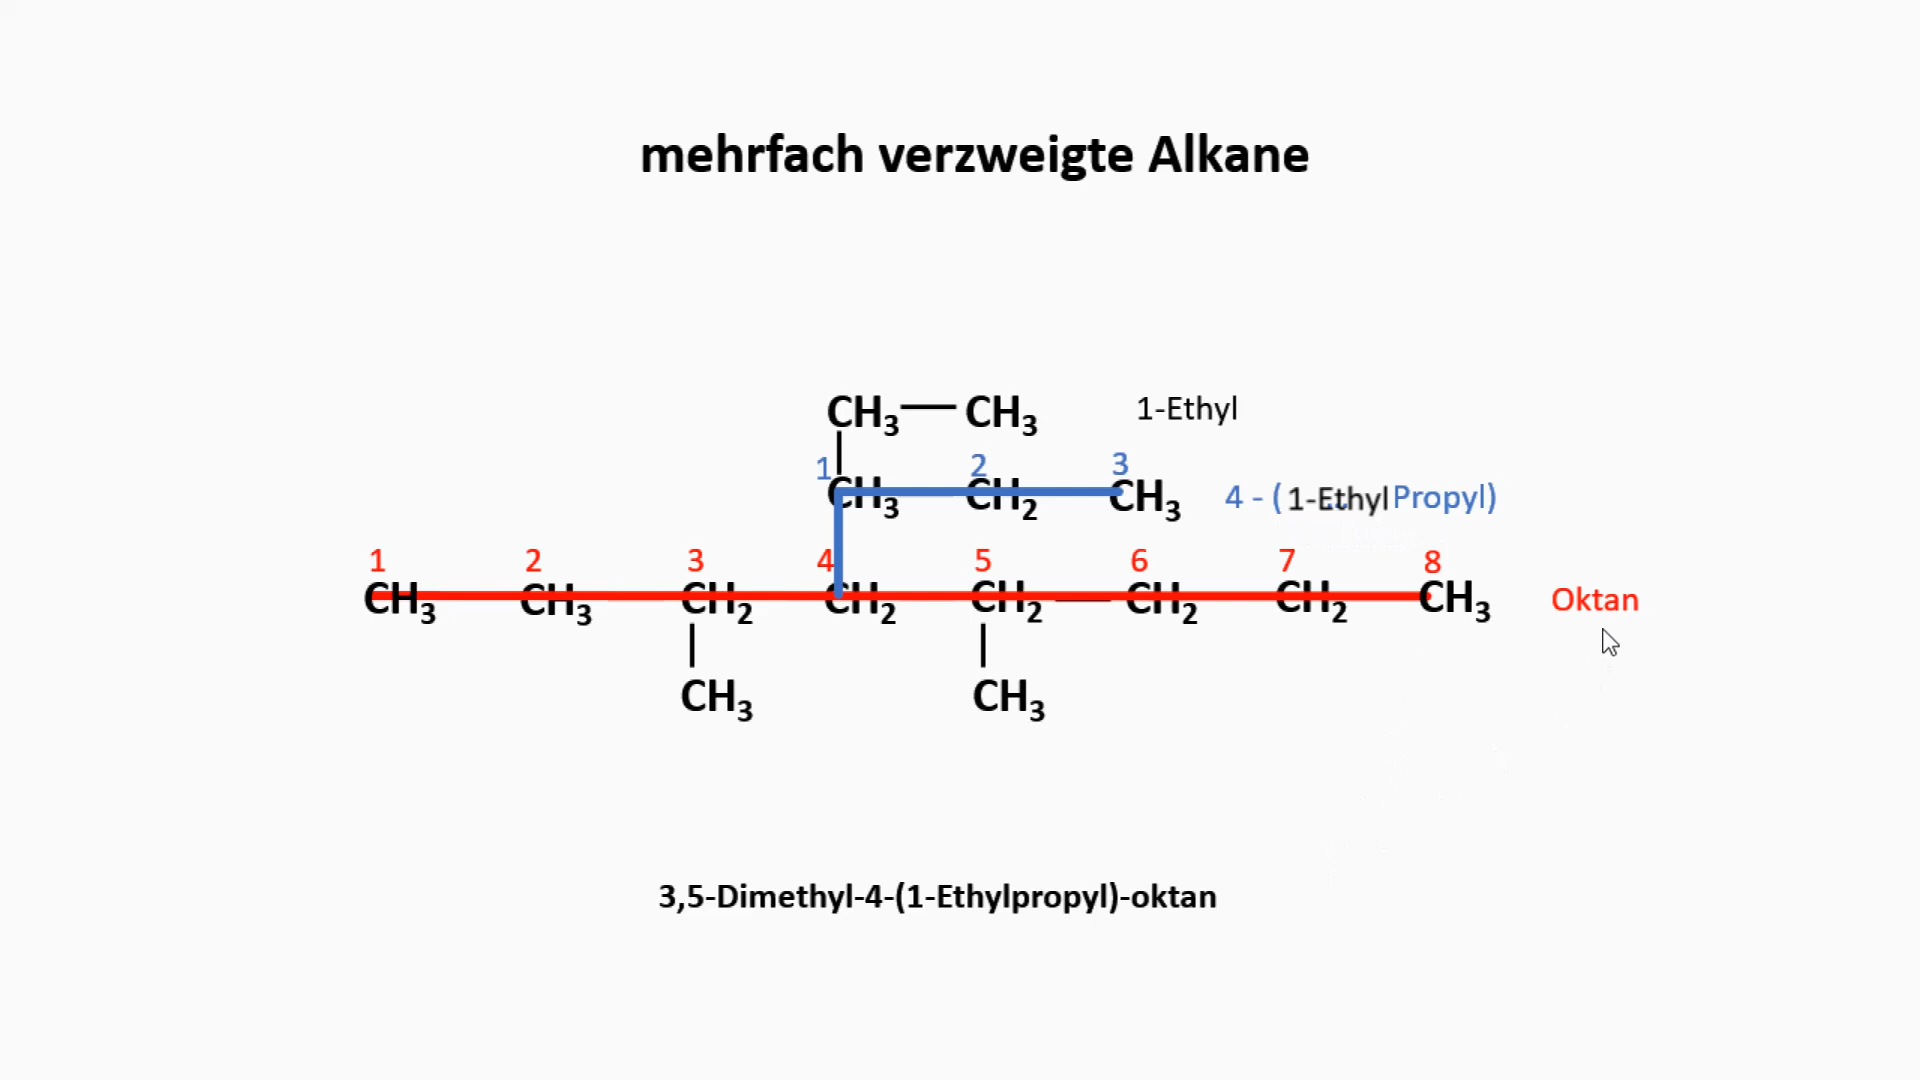 mehrfach verzweigte Alkane
CH₃ CH₃ 1-Ethyl
1 2 3
CH₃ CH₂ CH₃ 4 - ( 1-Ethyl Propyl)
1 2 3 4 5 6 7 8
CH₃ CH₃ CH₂ CH₂ CH₂ CH₂ CH₂ CH₃ Oktan
CH₃ CH₃
3,5-Dimethyl-4-(1-Ethylpropyl)-oktan